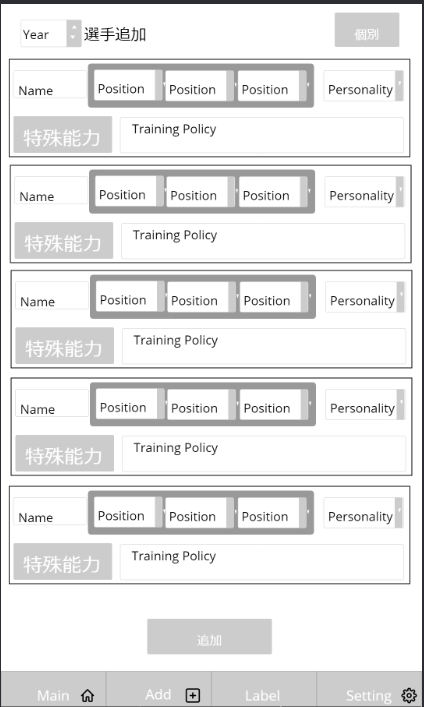 Year 選手追加 個別
Name Position Position Position Personality
特殊能力 Training Policy
Name Position Position Position Personality
特殊能力 Training Policy
Name Position Position Position Personality
特殊能力 Training Policy
Name Position Position Position Personality
特殊能力 Training Policy
Name Position Position Position Personality
特殊能力 Training Policy
追加
Main Add Label Setting